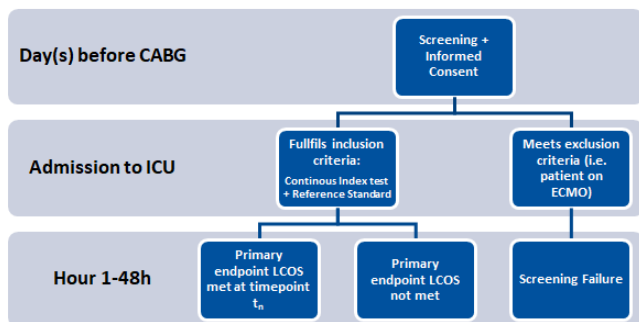 Day(s) before CABG
Screening +
Informed
Consent
Admission to ICU
Fullfils inclusion
criteria:
Continous Index test
+ Reference Standard
Meets exclusion
criteria (i.e.
patient on
ECMO)
Hour 1-48h
Primary
endpoint LCOS
met at timepoint
tn
Primary
endpoint LCOS
not met
Screening Failure